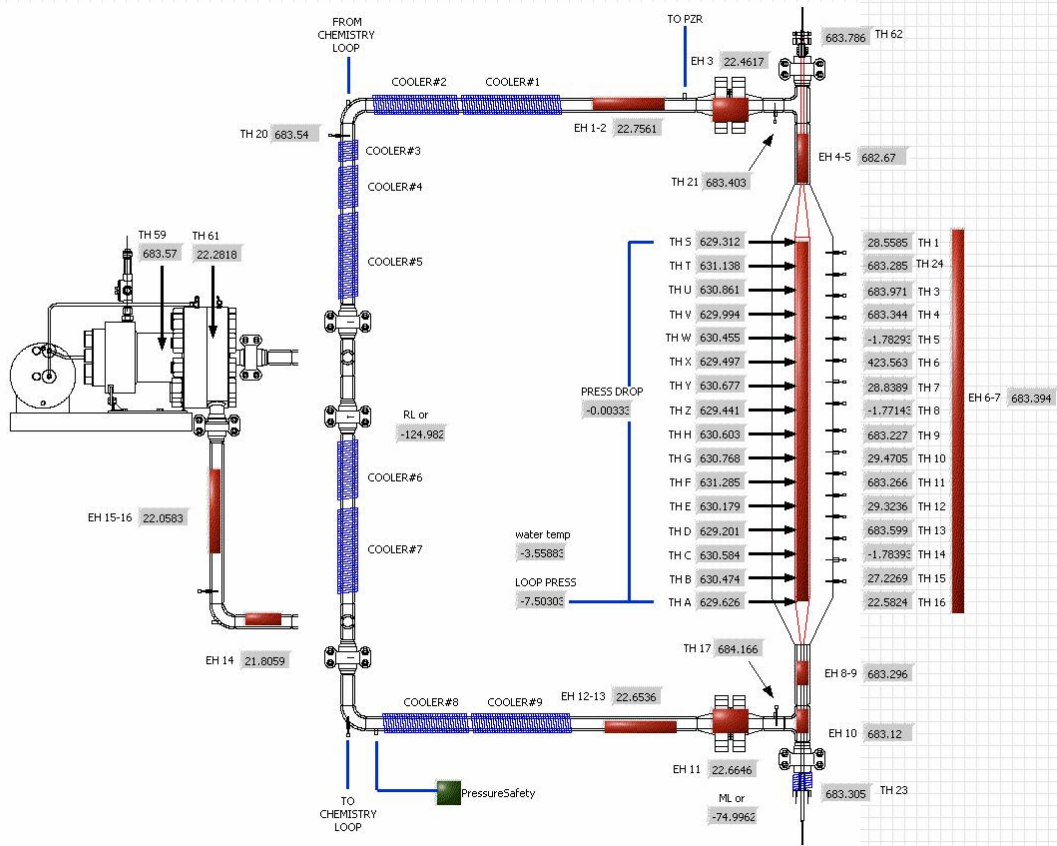 FROM
CHEMISTRY
LOOP
TO PZR
683.786 TH 62
EH 3 22.4617
COOLER#2 COOLER#1
EH 1-2 22.7561
TH 20 683.54
COOLER#3
COOLER#4
COOLER#5
EH 4-5 682.67
TH 21 683.403
TH 59 TH 61
683.57 22.2818
TH S 629.312 28.5585 TH 1
TH T 631.138 683.285 TH 24
TH U 630.861 683.971 TH 3
TH V 629.994 683.344 TH 4
TH W 630.455 -1.78293 TH 5
TH X 629.497 423.563 TH 6
TH Y 630.677 28.8389 TH 7
PRESS DROP
-0.00333
TH Z 629.441 -1.77143 TH 8
EH 6-7 683.394
TH H 630.603 683.227 TH 9
TH G 630.768 29.4705 TH 10
TH F 631.285 683.266 TH 11
TH E 630.179 29.3236 TH 12
TH D 629.201 683.599 TH 13
TH C 630.584 -1.78393 TH 14
TH B 630.474 27.2269 TH 15
TH A 629.626 22.5824 TH 16
RL or
-124.982
COOLER#6
COOLER#7
EH 15-16 22.0583
water temp
-3.55883
LOOP PRESS
-7.50303
EH 14 21.8059
TH 17 684.166
EH 8-9 683.296
COOLER#8 COOLER#9
EH 12-13 22.6536
EH 10 683.12
EH 11 22.6646
PressureSafety
TO
CHEMISTRY
LOOP
ML or
-74.9962
683.305 TH 23